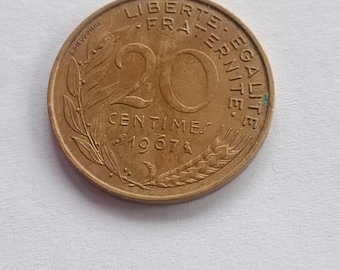 LIBERTE · EGALITE
· FRATERNITE ·
20
CENTIMES
1967